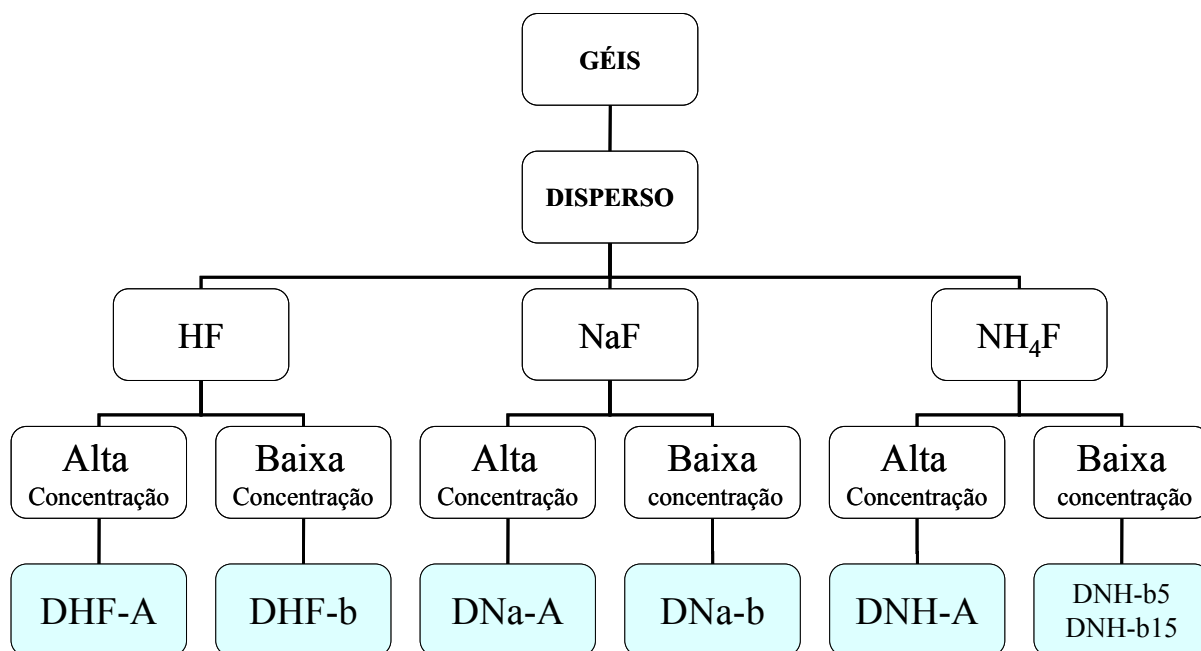 GÉIS
DISPERSO
HF
NaF
NH₄F
Alta
Concentração
Baixa
Concentração
Alta
Concentração
Baixa
concentração
Alta
Concentração
Baixa
concentração
DHF-A
DHF-b
DNa-A
DNa-b
DNH-A
DNH-b5
DNH-b15